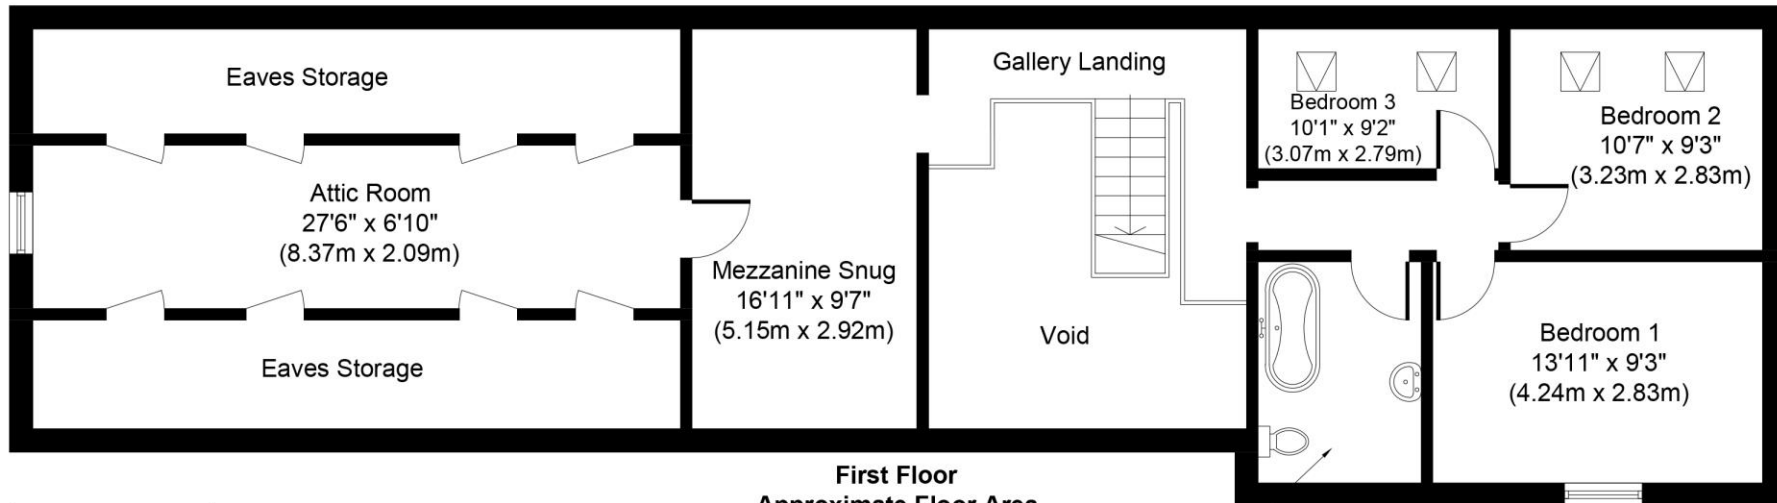 Eaves Storage
Attic Room
27'6" x 6'10"
(8.37m x 2.09m)
Eaves Storage
Mezzanine Snug
16'11" x 9'7"
(5.15m x 2.92m)
Gallery Landing
Void
Bedroom 3
10'1" x 9'2"
(3.07m x 2.79m)
Bedroom 2
10'7" x 9'3"
(3.23m x 2.83m)
Bedroom 1
13'11" x 9'3"
(4.24m x 2.83m)
First Floor
Approximate Floor Area